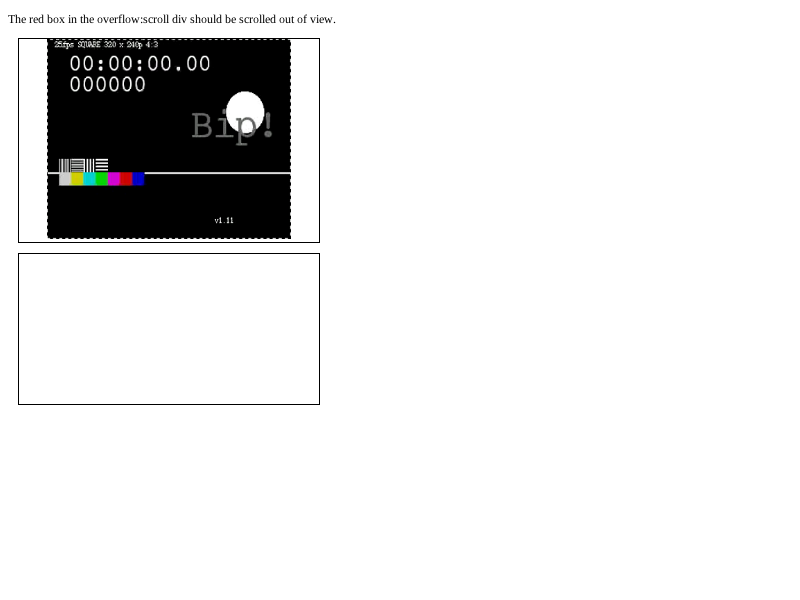 The red box in the overflow:scroll div should be scrolled out of view.
25fps SQUARE 320 x 240p 4:3
00:00:00.00
000000
Bip!
v1.11